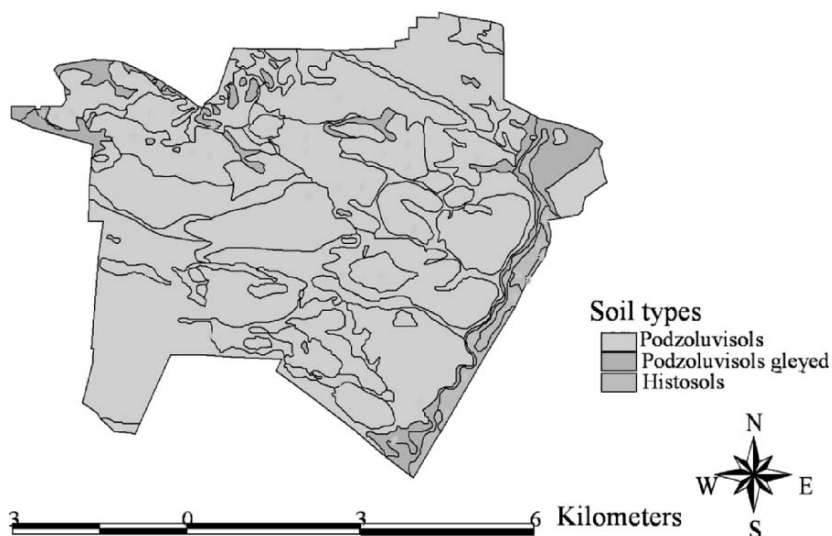 Soil types
Podzoluvisols
Podzoluvisols gleyed
Histosols
N
W E
S
3 0 3 6 Kilometers